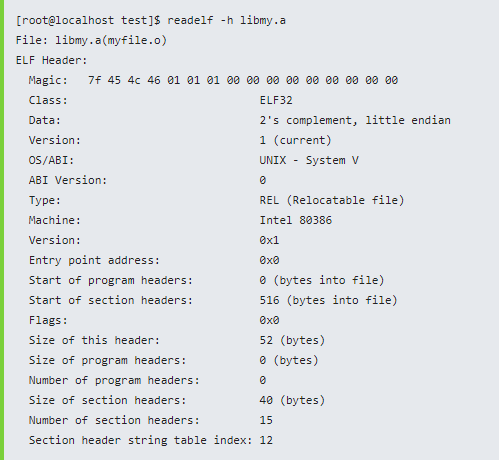 [root@localhost test]$ readelf -h libmy.a
File: libmy.a(myfile.o)
ELF Header:
  Magic:   7f 45 4c 46 01 01 01 00 00 00 00 00 00 00 00 00
  Class:                             ELF32
  Data:                              2's complement, little endian
  Version:                           1 (current)
  OS/ABI:                            UNIX - System V
  ABI Version:                       0
  Type:                              REL (Relocatable file)
  Machine:                           Intel 80386
  Version:                           0x1
  Entry point address:               0x0
  Start of program headers:          0 (bytes into file)
  Start of section headers:          516 (bytes into file)
  Flags:                             0x0
  Size of this header:               52 (bytes)
  Size of program headers:           0 (bytes)
  Number of program headers:         0
  Size of section headers:           40 (bytes)
  Number of section headers:         15
  Section header string table index: 12